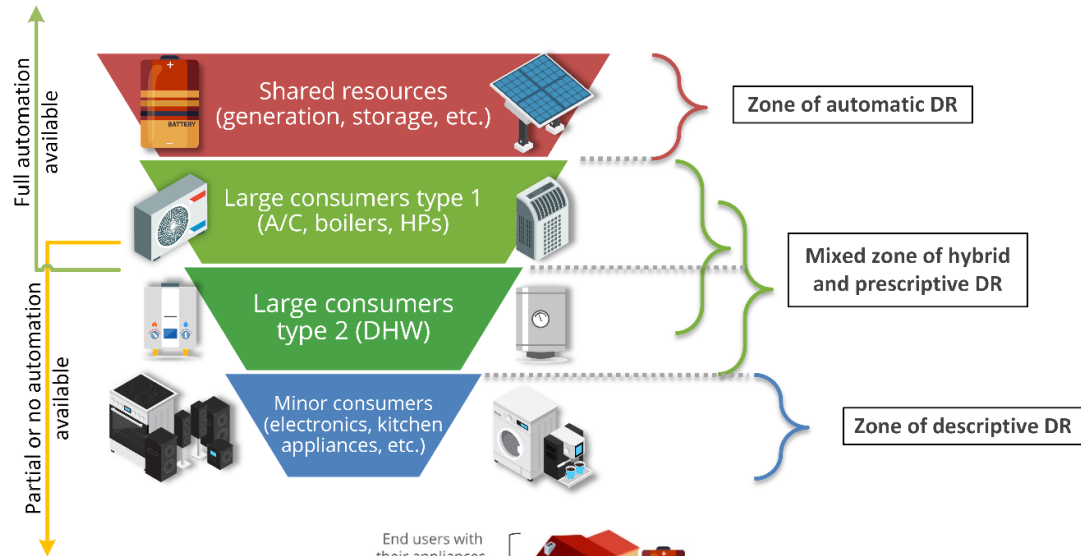 Full automation
available
Partial or no automation
available
Shared resources
(generation, storage, etc.)
BATTERY
Large consumers type 1
(A/C, boilers, HPs)
Large consumers
type 2 (DHW)
Minor consumers
(electronics, kitchen
appliances, etc.)
Zone of automatic DR
Mixed zone of hybrid
and prescriptive DR
Zone of descriptive DR
End users with
their appliances